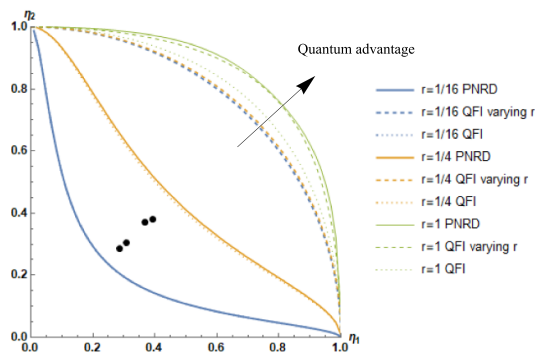 η2
1.0
0.8
0.6
0.4
0.2
0.0
0.0
0.2
0.4
0.6
0.8
1.0
η1
Quantum advantage
r=1/16 PNRD
r=1/16 QFI varying r
r=1/16 QFI
r=1/4 PNRD
r=1/4 QFI varying r
r=1/4 QFI
r=1 PNRD
r=1 QFI varying r
r=1 QFI